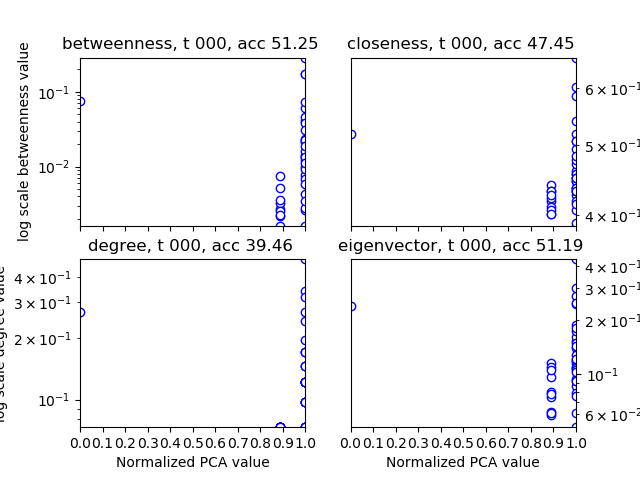 betweenness, t 000, acc 51.25
closeness, t 000, acc 47.45
log scale betweenness value
10⁻¹
10⁻²
6 × 10⁻¹
5 × 10⁻¹
4 × 10⁻¹
degree, t 000, acc 39.46
eigenvector, t 000, acc 51.19
log scale degree value
4 × 10⁻¹
3 × 10⁻¹
2 × 10⁻¹
10⁻¹
4 × 10⁻¹
3 × 10⁻¹
2 × 10⁻¹
10⁻¹
6 × 10⁻²
0.0 0.1 0.2 0.3 0.4 0.5 0.6 0.7 0.8 0.9 1.0
0.0 0.1 0.2 0.3 0.4 0.5 0.6 0.7 0.8 0.9 1.0
Normalized PCA value
Normalized PCA value